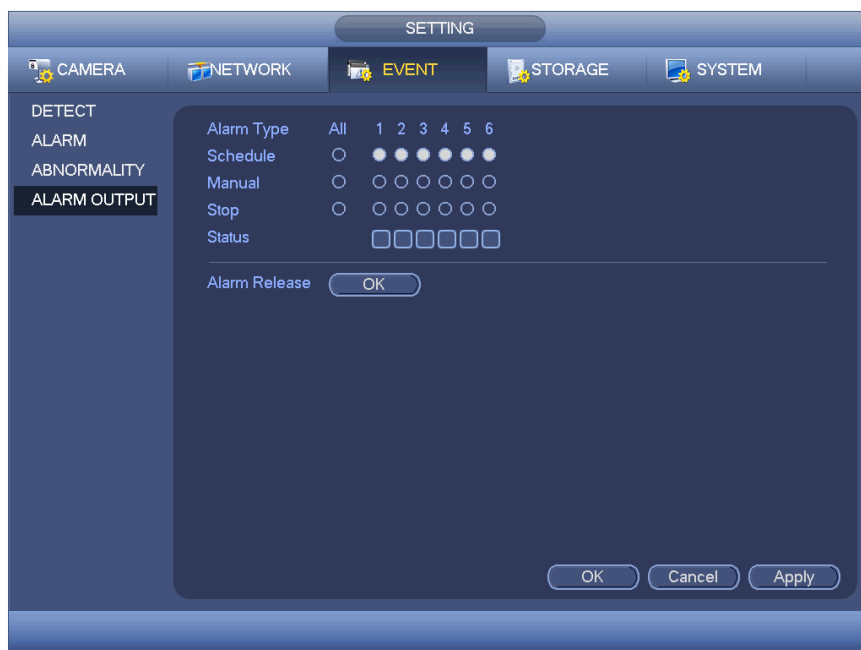 SETTING
CAMERA NETWORK EVENT STORAGE SYSTEM
DETECT
ALARM
ABNORMALITY
ALARM OUTPUT
Alarm Type All 1 2 3 4 5 6
Schedule
Manual
Stop
Status
Alarm Release OK
OK Cancel Apply